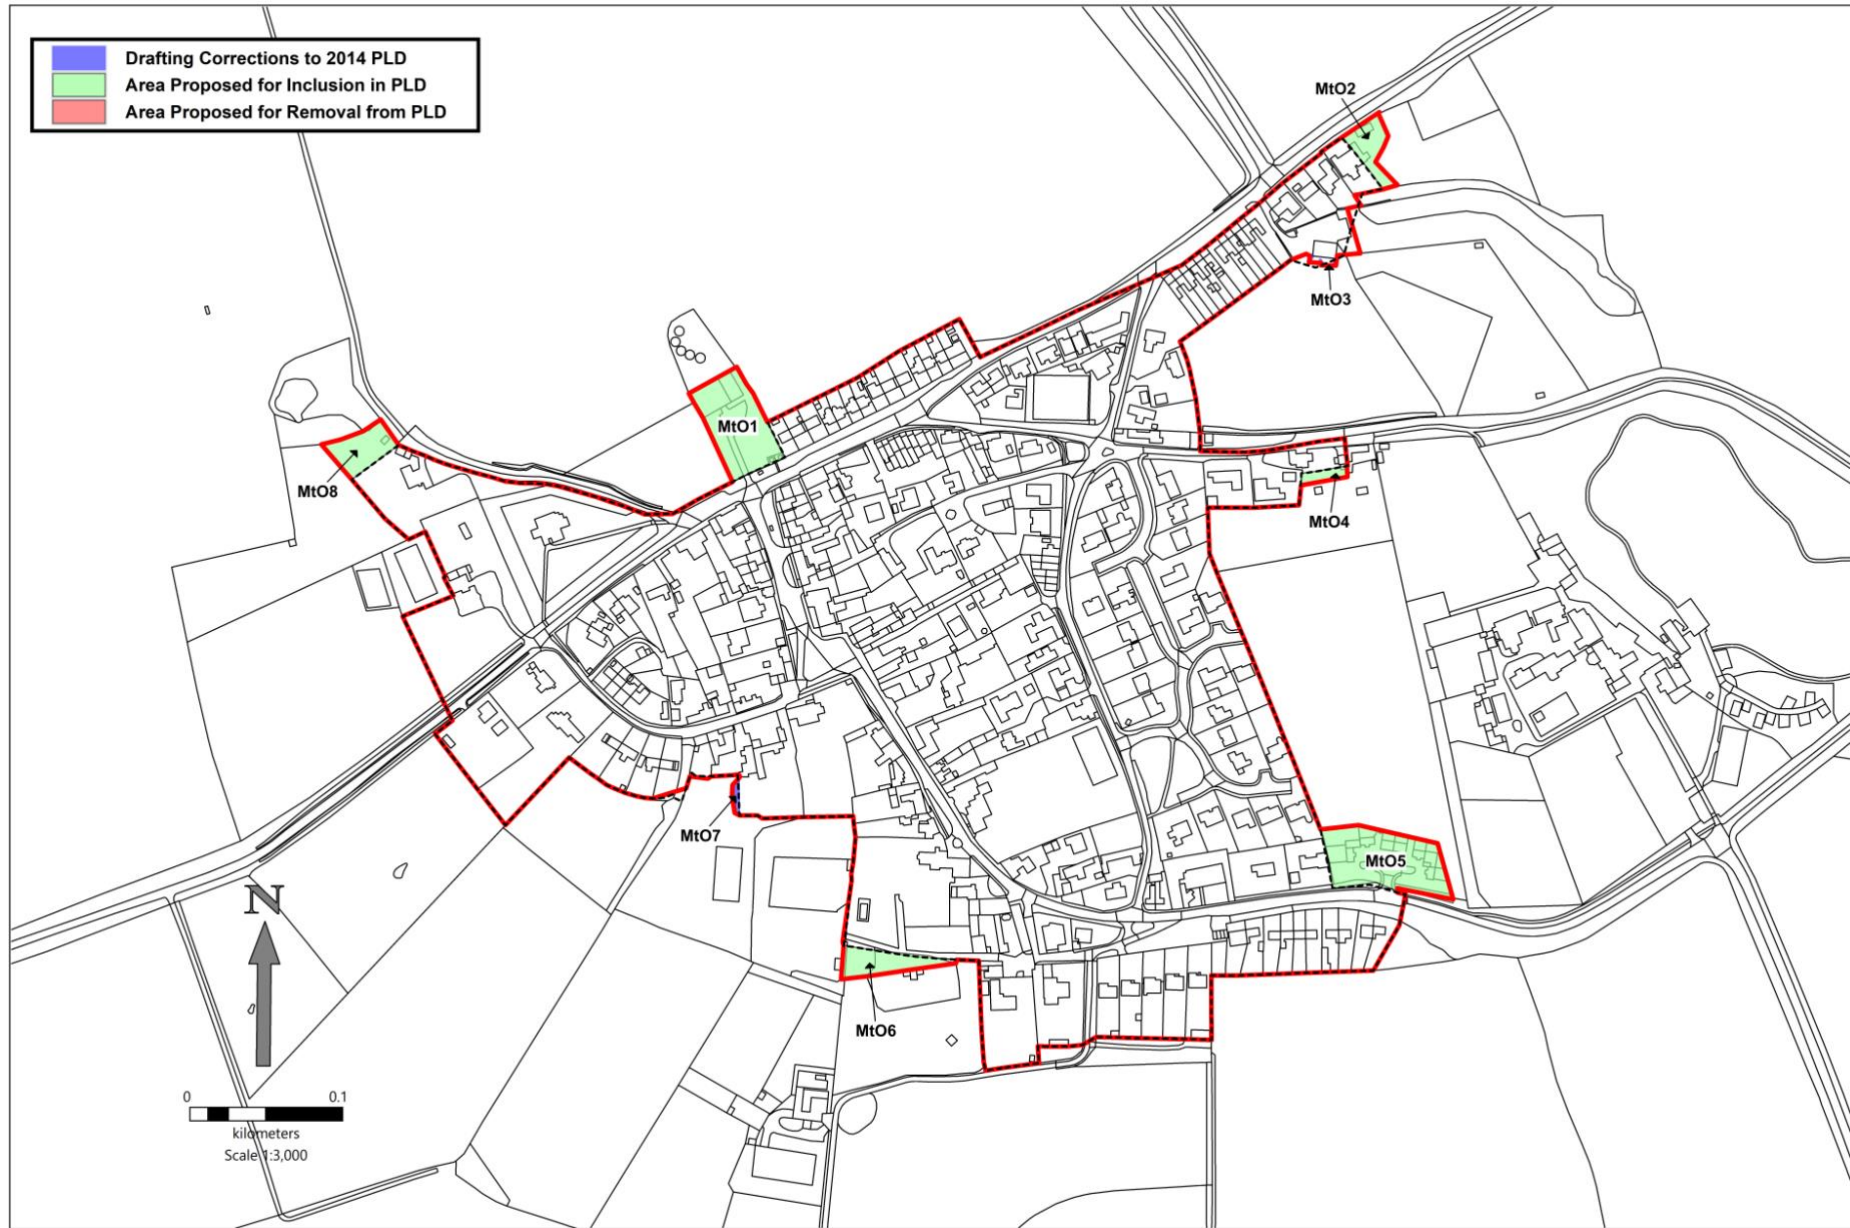 Drafting Corrections to 2014 PLD
Area Proposed for Inclusion in PLD
Area Proposed for Removal from PLD
MtO2
MtO3
MtO1
MtO8
MtO4
MtO7
MtO5
MtO6
N
0 0.1
kilometers
Scale 1:3,000